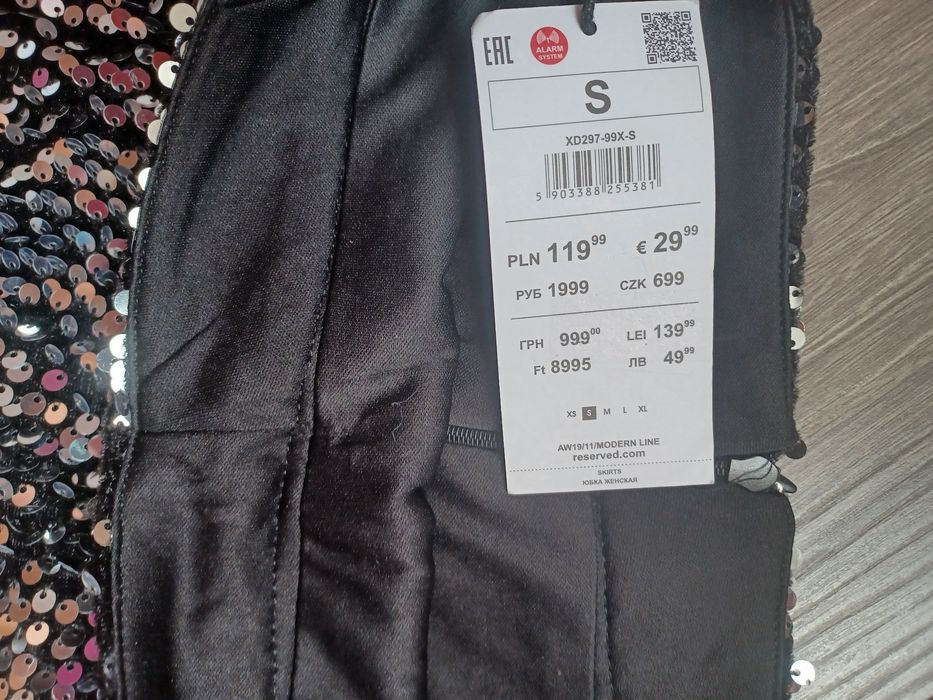 EAC
ALARM
SYSTEM
S
XD297-99X-S
5 903388 255381
PLN 119 99 € 29 99
РУБ 1999 CZK 699
ГРН 999 00 LEI 139 99
Ft 8995 ЛВ 49 99
XS S M L XL
AW19/11/MODERN LINE
reserved.com
SKIRTS
ЮБКА ЖЕНСКАЯ